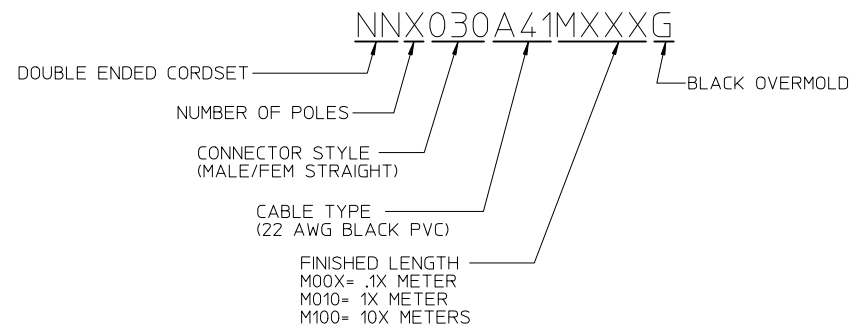 NNX030A41MXXXG
DOUBLE ENDED CORDSET
BLACK OVERMOLD
NUMBER OF POLES
CONNECTOR STYLE
(MALE/FEM STRAIGHT)
CABLE TYPE
(22 AWG BLACK PVC)
FINISHED LENGTH
M00X= .1X METER
M010= 1X METER
M100= 10X METERS